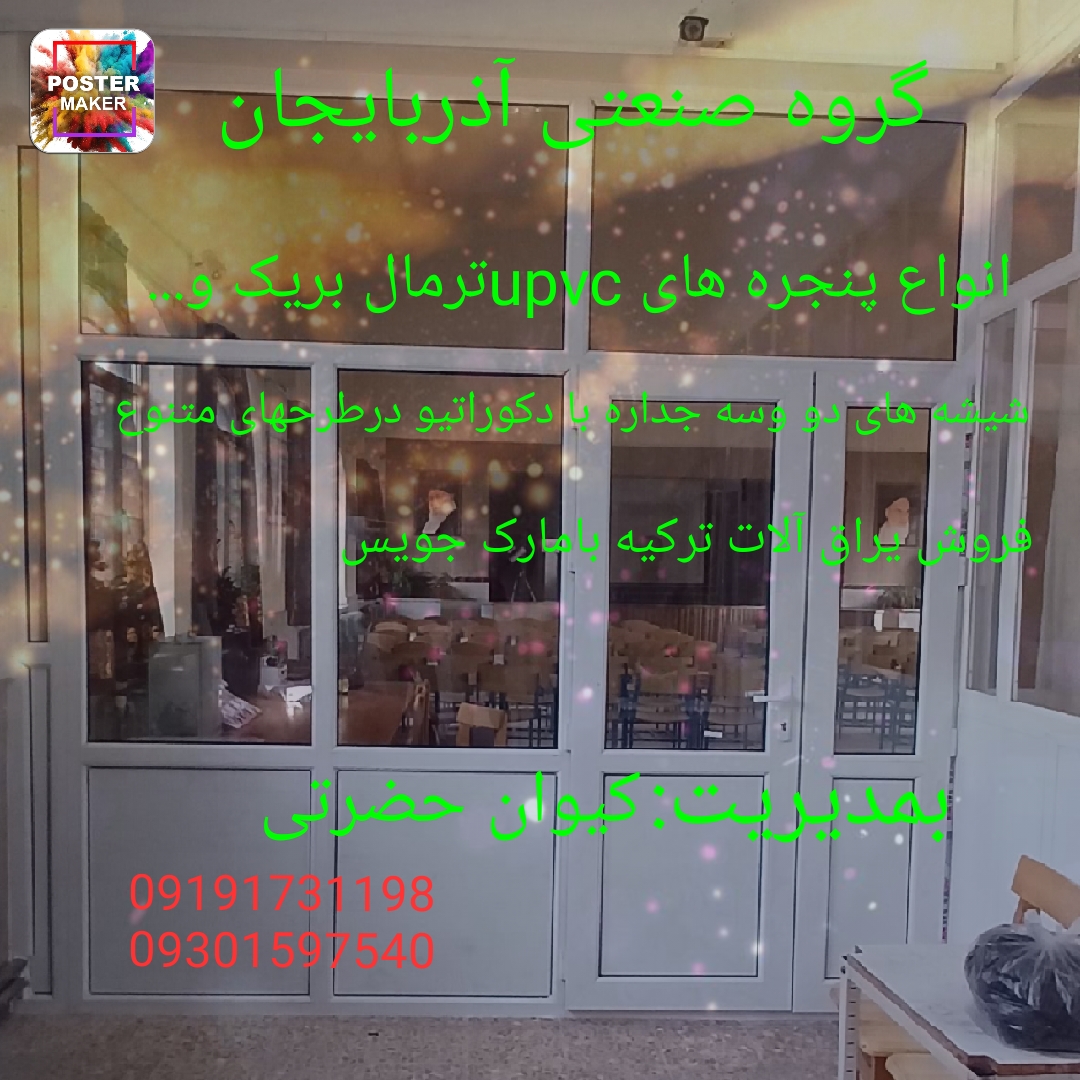 POSTER
MAKER
گروه صنعتی آذربایجان
انواع پنجره های upvcترمال بریک و...
شیشه های دو وسه جداره با دکوراتیو درطرحهای متنوع
فروش یراق آلات ترکیه بامارک جویس
بمدیریت:کیوان حضرتی
09191731198
09301597540